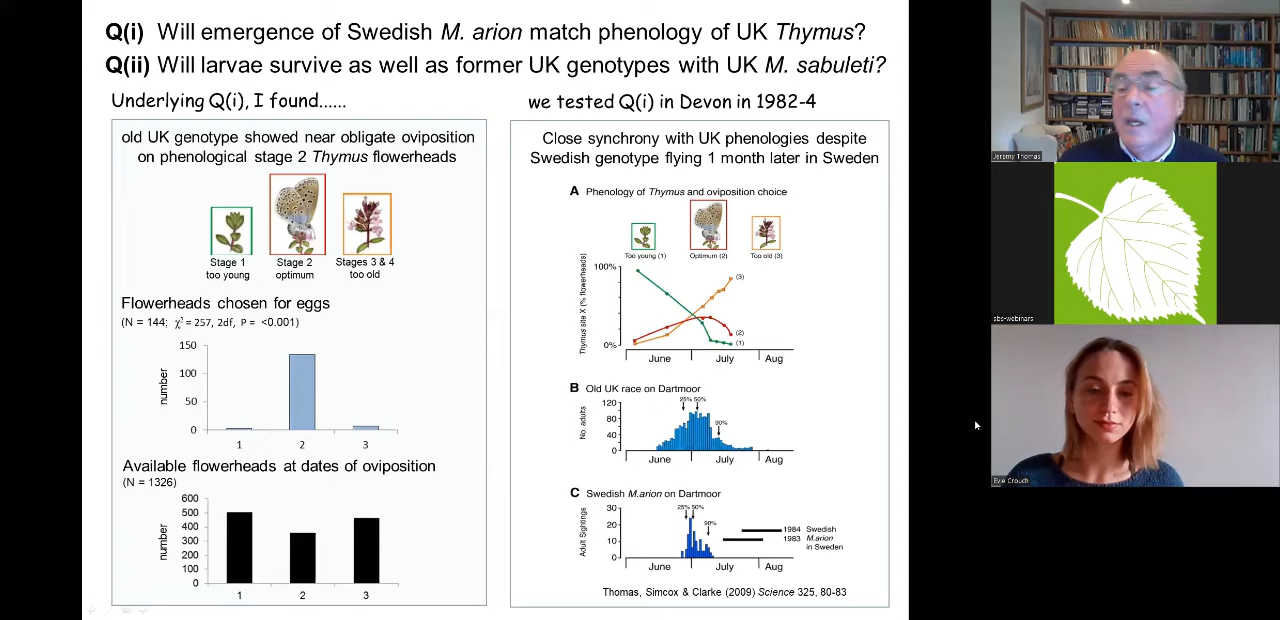 Q(i) Will emergence of Swedish M. arion match phenology of UK Thymus?
Q(ii) Will larvae survive as well as former UK genotypes with UK M. sabuleti?
Underlying Q(i), I found......
old UK genotype showed near obligate oviposition
on phenological stage 2 Thymus flowerheads
Stage 1
too young
Stage 2
optimum
Stages 3 & 4
too old
Flowerheads chosen for eggs
(N = 144; χ² = 257, 2df, P = <0.001)
number
150
100
50
0
1 2 3
Available flowerheads at dates of oviposition
(N = 1326)
number
600
500
400
300
200
100
0
1 2 3
we tested Q(i) in Devon in 1982-4
Close synchrony with UK phenologies despite
Swedish genotype flying 1 month later in Sweden
A Phenology of Thymus and oviposition choice
Too young (1) Optimum (2) Too old (3)
Thymus site X (% flowerheads)
100%
0%
(3)
(2)
(1)
June July Aug
B Old UK race on Dartmoor
No. adults
120
80
40
0
25% 50%
90%
June July Aug
C Swedish M.arion on Dartmoor
Adult Sightings
30
20
10
0
25% 50%
90%
1984 Swedish
1983 M.arion
in Sweden
June July Aug
Thomas, Simcox & Clarke (2009) Science 325, 80-83
Jeremy Thomas
sbs-webinars
Evie Crouch